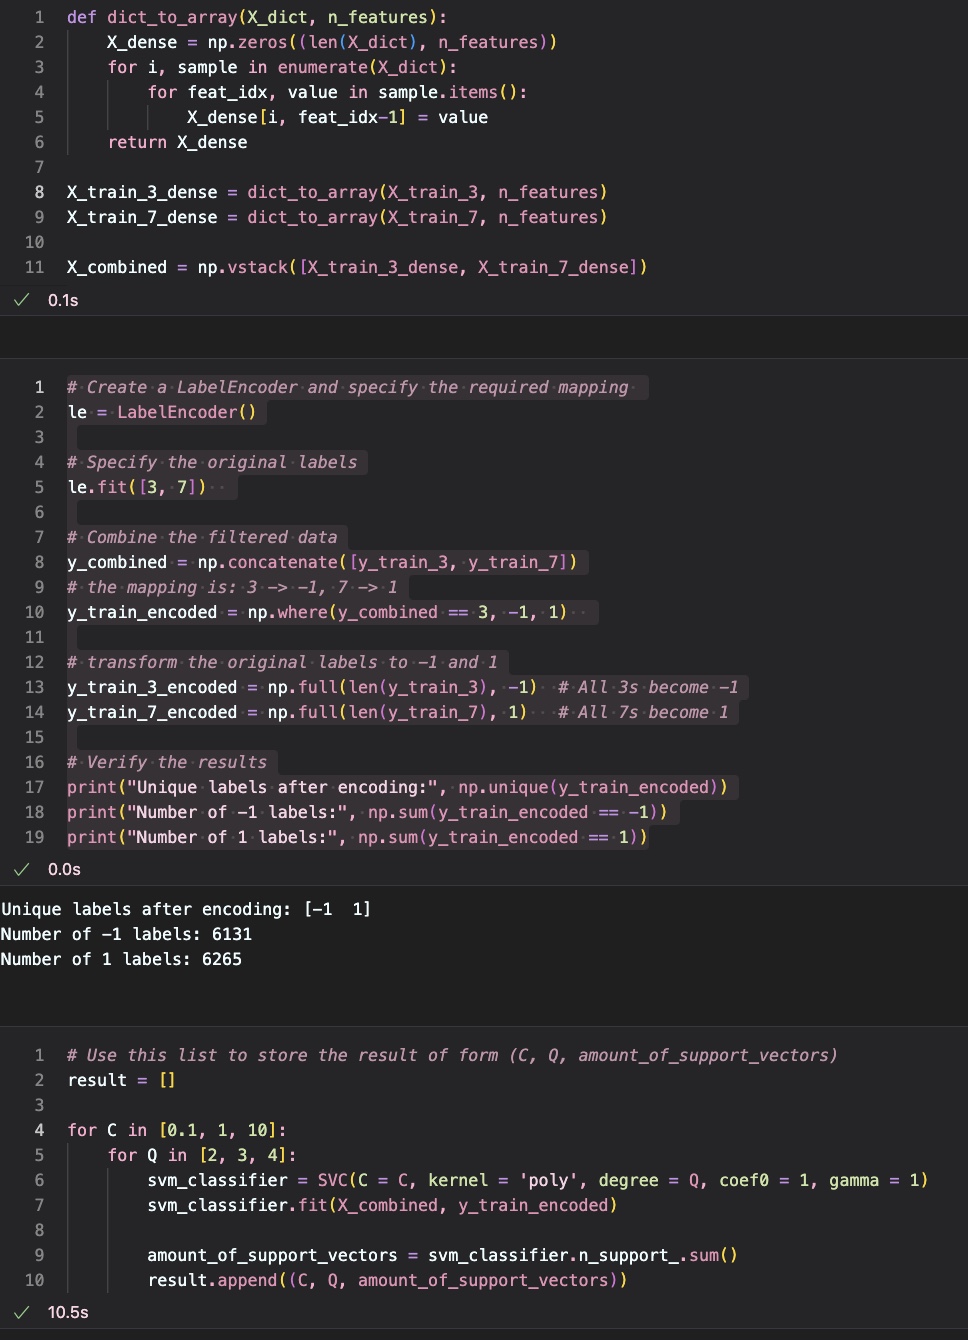 1 def dict_to_array(X_dict, n_features):
2     X_dense = np.zeros((len(X_dict), n_features))
3     for i, sample in enumerate(X_dict):
4         for feat_idx, value in sample.items():
5             X_dense[i, feat_idx-1] = value
6     return X_dense
7
8 X_train_3_dense = dict_to_array(X_train_3, n_features)
9 X_train_7_dense = dict_to_array(X_train_7, n_features)
10
11 X_combined = np.vstack([X_train_3_dense, X_train_7_dense])
✓ 0.1s
1 # Create a LabelEncoder and specify the required mapping
2 le = LabelEncoder()
3
4 # Specify the original labels
5 le.fit([3, 7])
6
7 # Combine the filtered data
8 y_combined = np.concatenate([y_train_3, y_train_7])
9 # the mapping is: 3 -> -1, 7 -> 1
10 y_train_encoded = np.where(y_combined == 3, -1, 1)
11
12 # transform the original labels to -1 and 1
13 y_train_3_encoded = np.full(len(y_train_3), -1)  # All 3s become -1
14 y_train_7_encoded = np.full(len(y_train_7), 1)   # All 7s become 1
15
16 # Verify the results
17 print("Unique labels after encoding:", np.unique(y_train_encoded))
18 print("Number of -1 labels:", np.sum(y_train_encoded == -1))
19 print("Number of 1 labels:", np.sum(y_train_encoded == 1))
✓ 0.0s
Unique labels after encoding: [-1  1]
Number of -1 labels: 6131
Number of 1 labels: 6265
1 # Use this list to store the result of form (C, Q, amount_of_support_vectors)
2 result = []
3
4 for C in [0.1, 1, 10]:
5     for Q in [2, 3, 4]:
6         svm_classifier = SVC(C = C, kernel = 'poly', degree = Q, coef0 = 1, gamma = 1)
7         svm_classifier.fit(X_combined, y_train_encoded)
8
9         amount_of_support_vectors = svm_classifier.n_support_.sum()
10         result.append((C, Q, amount_of_support_vectors))
✓ 10.5s